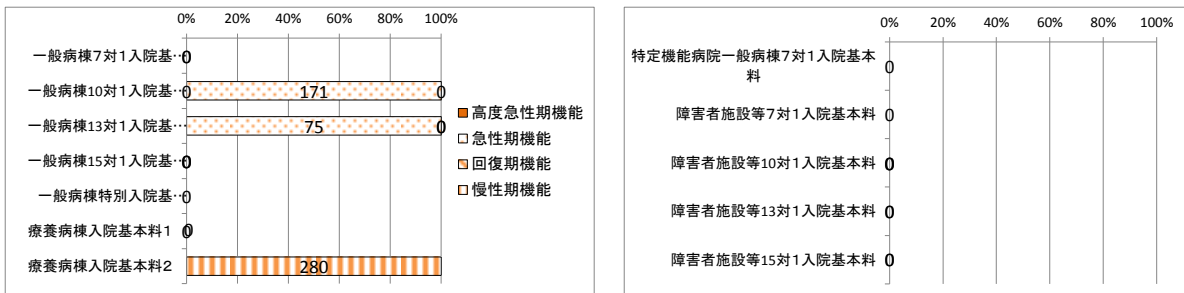 0% 20% 40% 60% 80% 100%
一般病棟7対1入院基… 0
一般病棟10対1入院基… 0 171 0
一般病棟13対1入院基… 75 0
一般病棟15対1入院基… 0
一般病棟特別入院基… 0
療養病棟入院基本料1 0
療養病棟入院基本料2 280
高度急性期機能
急性期機能
回復期機能
慢性期機能
0% 20% 40% 60% 80% 100%
特定機能病院一般病棟7対1入院基本
料 0
障害者施設等7対1入院基本料 0
障害者施設等10対1入院基本料 0
障害者施設等13対1入院基本料 0
障害者施設等15対1入院基本料 0